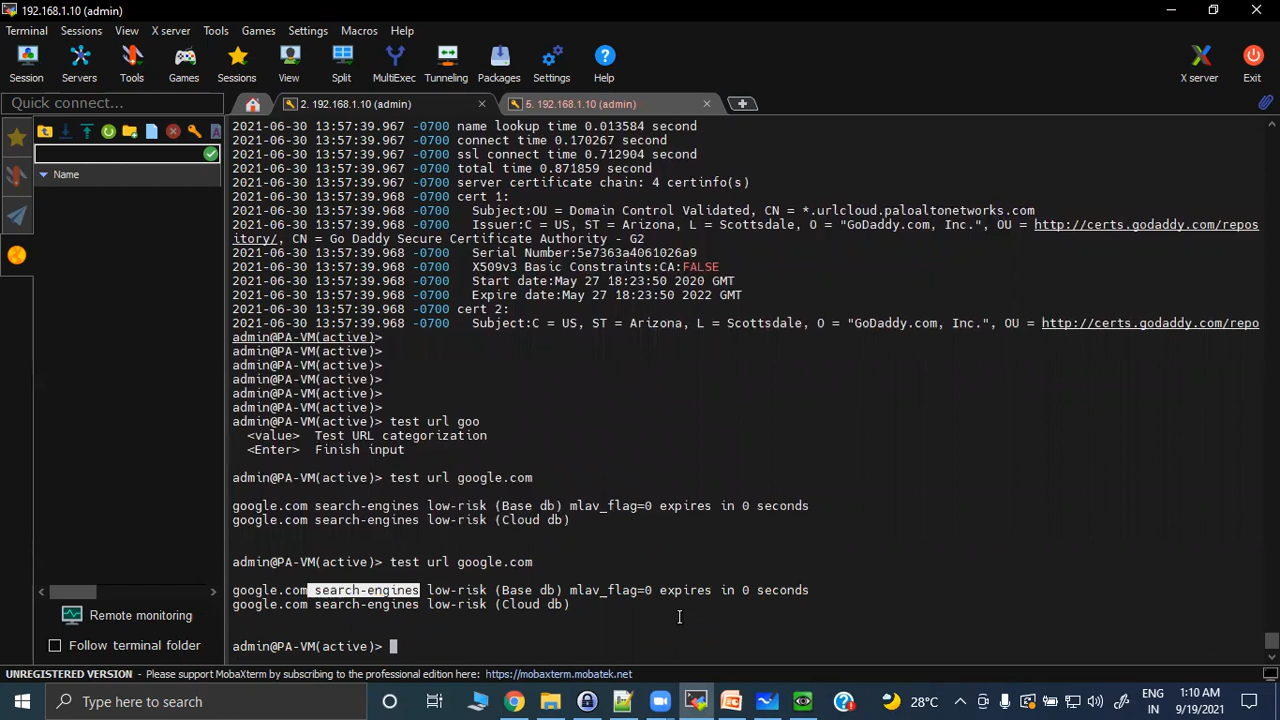 192.168.1.10 (admin)
Terminal Sessions View X server Tools Games Settings Macros Help
Session Servers Tools Games Sessions View Split MultiExec Tunneling Packages Settings Help X server Exit
Quick connect...
2. 192.168.1.10 (admin)
5. 192.168.1.10 (admin)
Name
2021-06-30 13:57:39.967 -0700 name lookup time 0.013584 second
2021-06-30 13:57:39.967 -0700 connect time 0.170267 second
2021-06-30 13:57:39.967 -0700 ssl connect time 0.712904 second
2021-06-30 13:57:39.967 -0700 total time 0.871859 second
2021-06-30 13:57:39.967 -0700 server certificate chain: 4 certinfo(s)
2021-06-30 13:57:39.968 -0700 cert 1:
2021-06-30 13:57:39.968 -0700   Subject:OU = Domain Control Validated, CN = *.urlcloud.paloaltonetworks.com
2021-06-30 13:57:39.968 -0700   Issuer:C = US, ST = Arizona, L = Scottsdale, O = "GoDaddy.com, Inc.", OU = http://certs.godaddy.com/repos
itory/, CN = Go Daddy Secure Certificate Authority - G2
2021-06-30 13:57:39.968 -0700   Serial Number:5e7363a4061026a9
2021-06-30 13:57:39.968 -0700   X509v3 Basic Constraints:CA:FALSE
2021-06-30 13:57:39.968 -0700   Start date:May 27 18:23:50 2020 GMT
2021-06-30 13:57:39.968 -0700   Expire date:May 27 18:23:50 2022 GMT
2021-06-30 13:57:39.968 -0700 cert 2:
2021-06-30 13:57:39.968 -0700   Subject:C = US, ST = Arizona, L = Scottsdale, O = "GoDaddy.com, Inc.", OU = http://certs.godaddy.com/repo
admin@PA-VM(active)>
admin@PA-VM(active)>
admin@PA-VM(active)>
admin@PA-VM(active)>
admin@PA-VM(active)>
admin@PA-VM(active)>
admin@PA-VM(active)> test url goo
<value>  Test URL categorization
<Enter>  Finish input
admin@PA-VM(active)> test url google.com
google.com search-engines low-risk (Base db) mlav_flag=0 expires in 0 seconds
google.com search-engines low-risk (Cloud db)
admin@PA-VM(active)> test url google.com
google.com search-engines low-risk (Base db) mlav_flag=0 expires in 0 seconds
google.com search-engines low-risk (Cloud db)
admin@PA-VM(active)>
Remote monitoring
Follow terminal folder
UNREGISTERED VERSION - Please support MobaXterm by subscribing to the professional edition here: https://mobaxterm.mobatek.net
Type here to search
28°C
ENG
IN
1:10 AM
9/19/2021